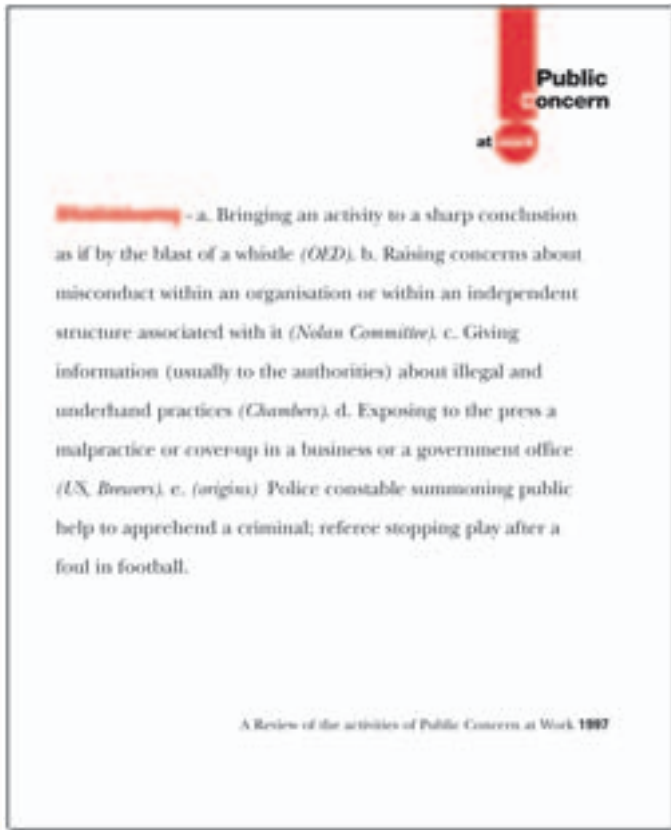 Public
Concern
at work
- a. Bringing an activity to a sharp conclustion
as if by the blast of a whistle (OED). b. Raising concerns about
misconduct within an organisation or within an independent
structure associated with it (Nolan Committee). c. Giving
information (usually to the authorities) about illegal and
underhand practices (Chambers). d. Exposing to the press a
malpractice or cover-up in a business or a government office
(US, Brewers). e. (origins) Police constable summoning public
help to apprehend a criminal; referee stopping play after a
foul in football.
A Review of the activities of Public Concern at Work 1997